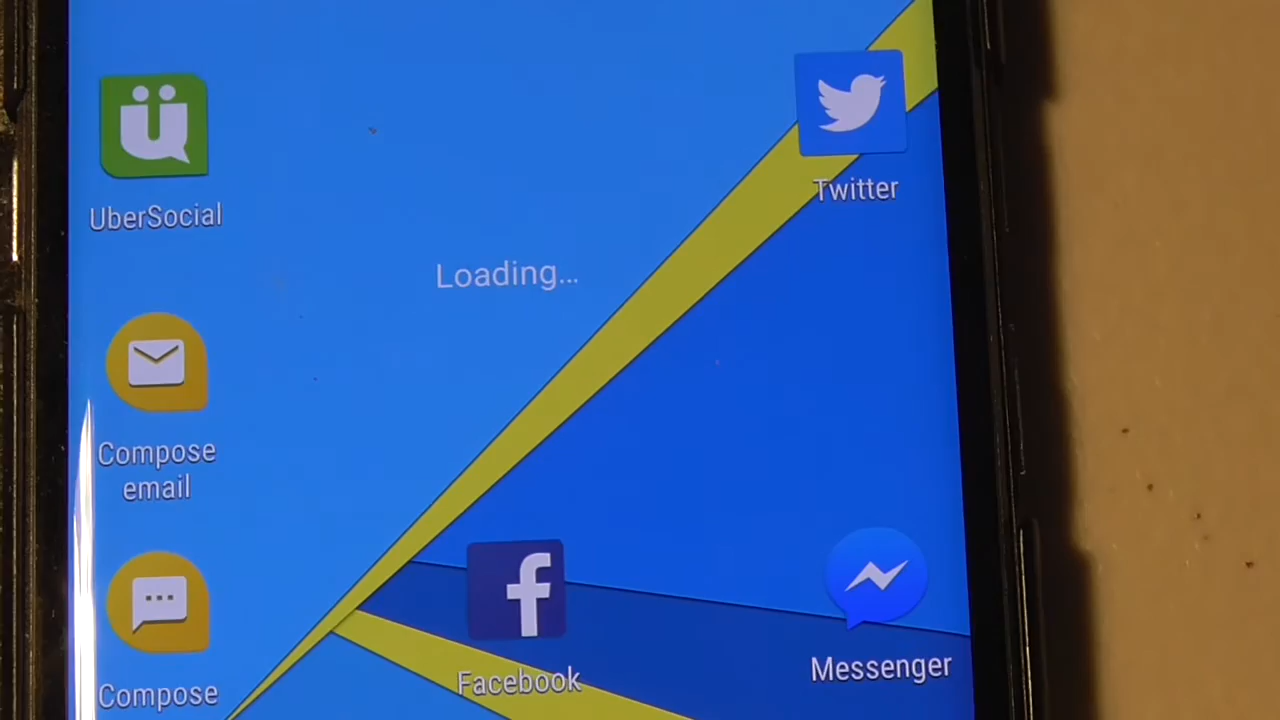 Twitter
UberSocial
Loading...
Compose
email
Facebook
Messenger
Compose